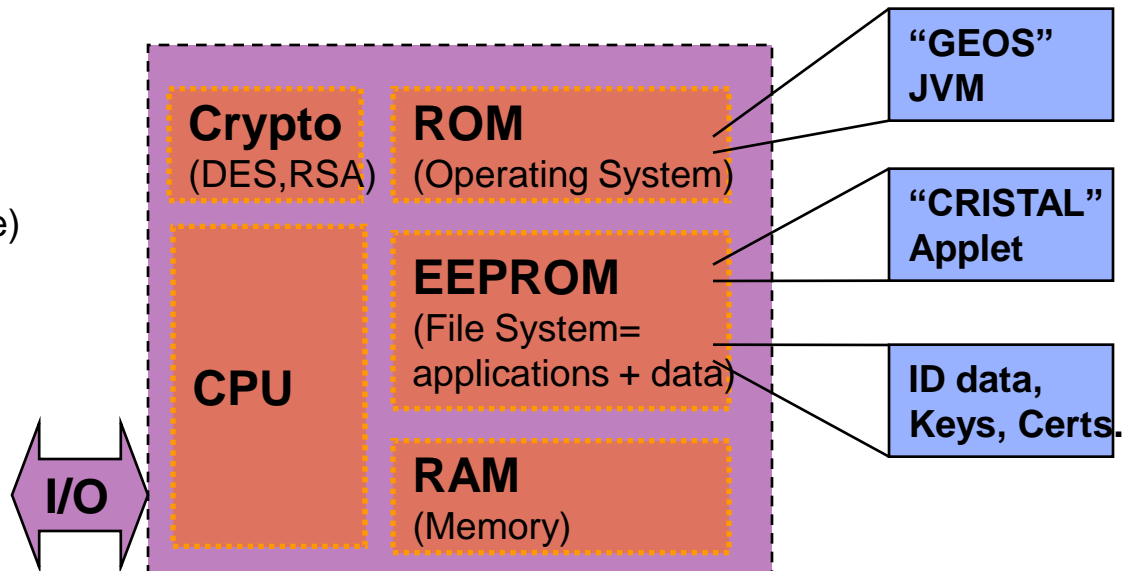 “GEOS”
JVM
Crypto
(DES,RSA)
ROM
(Operating System)
“CRISTAL”
Applet
e)
EEPROM
(File System=
applications + data)
CPU
ID data,
Keys, Certs.
RAM
(Memory)
I/O